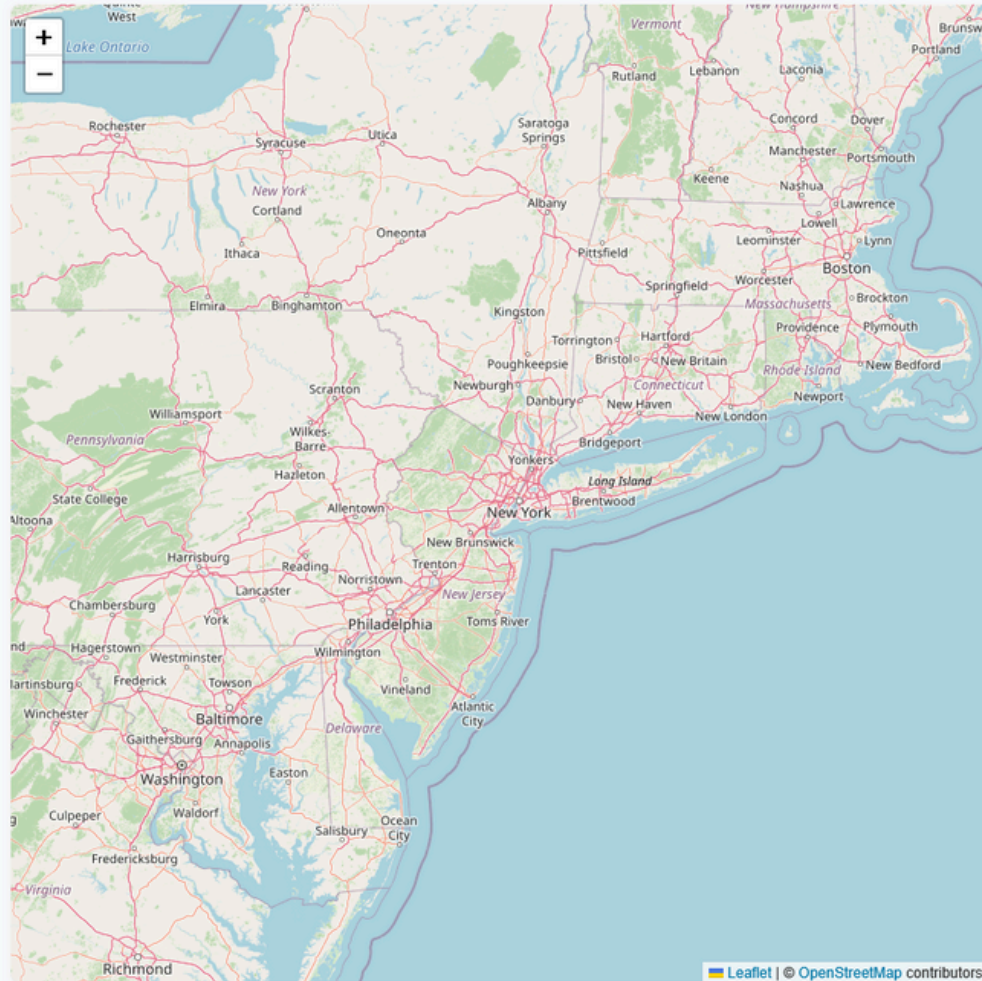 West
+
Lake Ontario
−
Vermont
New Hampshire
Portland
Rutland
Lebanon
Laconia
Rochester
Syracuse
Utica
Saratoga
Springs
Concord
Dover
Manchester
Portsmouth
Keene
Nashua
New York
Cortland
Albany
Lawrence
Lowell
Oneonta
Ithaca
Pittsfield
Leominster
Lynn
Boston
Worcester
Springfield
Elmira
Binghamton
Kingston
Massachusetts
Brockton
Providence
Plymouth
Torrington
Hartford
Poughkeepsie
Bristol
New Britain
New Bedford
Rhode Island
Scranton
Newburgh
Connecticut
Danbury
New Haven
Newport
New London
Williamsport
Pennsylvania
Wilkes-
Barre
Bridgeport
Yonkers
Hazleton
Long Island
State College
Brentwood
Allentown
New York
Altoona
New Brunswick
Harrisburg
Reading
Trenton
Norristown
Lancaster
New Jersey
Chambersburg
York
Philadelphia
Toms River
Hagerstown
Wilmington
Westminster
Frederick
Towson
Vineland
Martinsburg
Winchester
Baltimore
Atlantic
City
Delaware
Gaithersburg
Annapolis
Washington
Easton
Waldorf
Culpeper
Salisbury
Ocean
City
Fredericksburg
Virginia
Richmond
Leaflet | © OpenStreetMap contributors